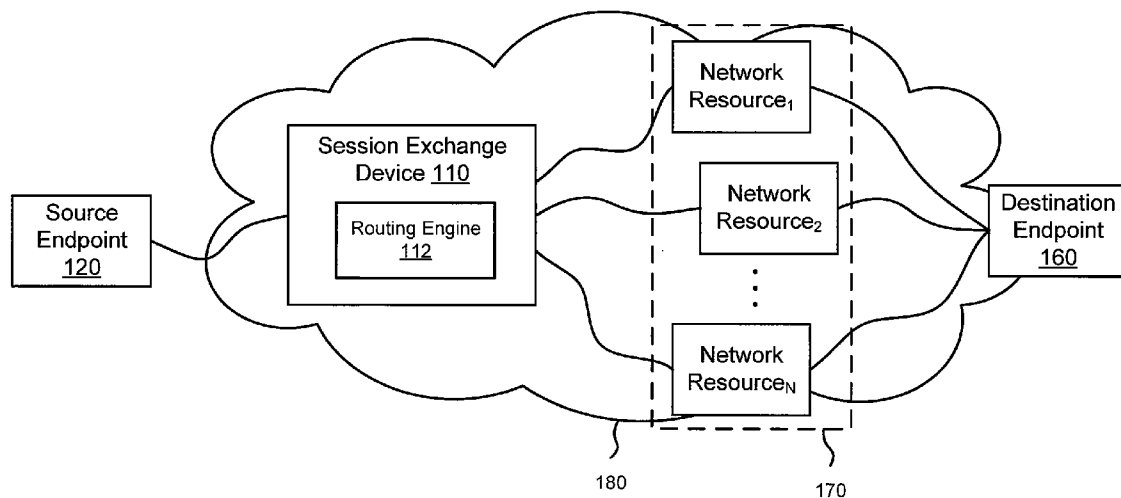 Source
Endpoint
120
Session Exchange
Device 110
Routing Engine
112
Network
Resource₁
Network
Resource₂
Network
Resource_N
Destination
Endpoint
160
180
170